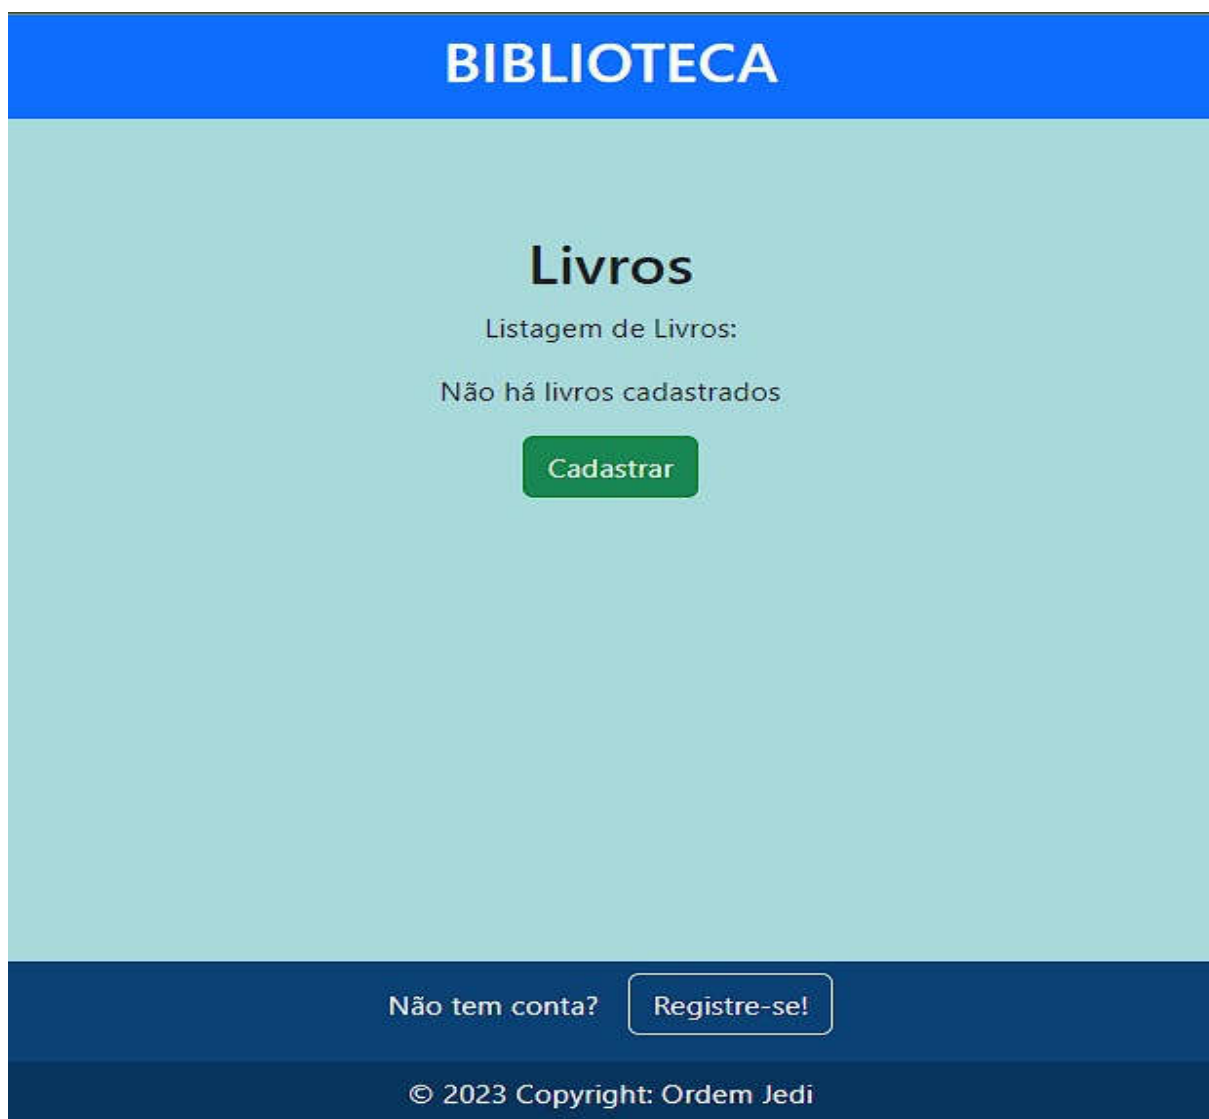 BIBLIOTECA
Livros
Listagem de Livros:
Não há livros cadastrados
Cadastrar
Não tem conta? Registre-se!
© 2023 Copyright: Ordem Jedi